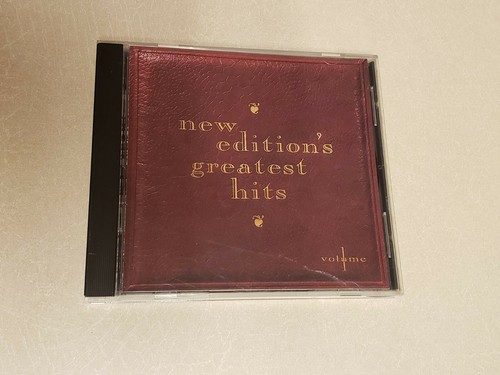 new
edition's
greatest
hits
volume
1